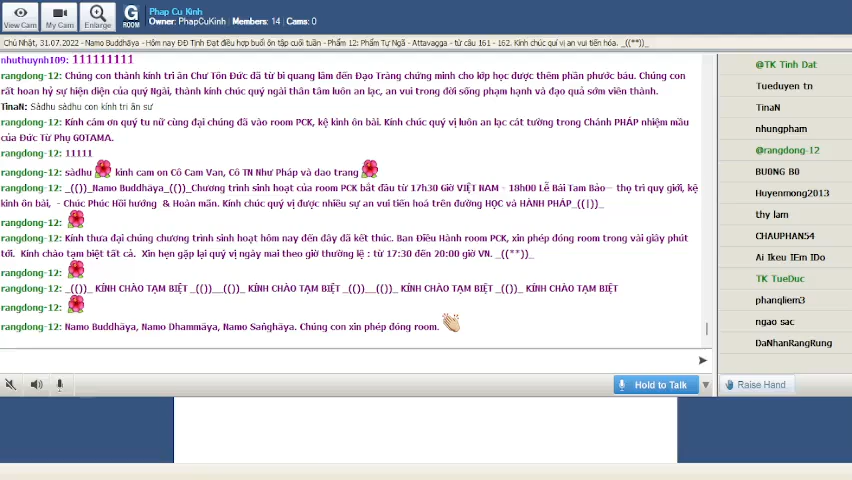 Phap Cu Kinh
Owner: PhapCuKinh | Members: 14 | Cams: 0
View Cam
My Cam
Enlarge
G ROOM
Chủ Nhật, 31.07.2022 - Namo Buddhāya - Hôm nay ĐĐ Tịnh Đạt điều hợp buổi ôn tập cuối tuần - Phẩm 12: Phẩm Tự Ngã - Attavagga - từ câu 161 - 162. Kính chúc quí vị an vui tiến hóa. _((**)_
nhuthuynh109: 111111111
rangdong-12: Chúng con thành kính tri ân Chư Tôn Đức đã từ bi quang lâm đến Đạo Tràng chứng minh cho lớp học được thêm phần phước báu. Chúng con
rất hoan hỷ sự hiện diện của quý Ngài, thành kính chúc quý ngài thân tâm luôn an lạc, an vui trong đời sống phạm hạnh và đạo quả sớm viên thành.
TinaN: Sàdhu sàdhu con kính tri ân sư
rangdong-12: Kính cám ơn quý tu nữ cùng đại chúng đã vào room PCK, kệ kinh ôn bài. Kính chúc quý vị luôn an lạc cát tường trong Chánh PHÁP nhiệm mầu
của Đức Từ Phụ GOTAMA.
rangdong-12: 11111
rangdong-12: sàdhu kinh cam on Cô Cam Van, Cô TN Như Pháp và dao trang
rangdong-12: _(())_Namo Buddhāya_(())_Chương trình sinh hoạt của room PCK bắt đầu từ 17h30 Giờ VIỆT NAM - 18h00 Lễ Bái Tam Bảo— thọ trì quy giới, kệ
kinh ôn bài, - Chúc Phúc Hồi hướng & Hoàn mãn. Kính chúc quý vị được nhiều sự an vui tiến hoá trên đường HỌC và HÀNH PHÁP_((|))_
rangdong-12:
rangdong-12: Kính thưa đại chúng chương trình sinh hoạt hôm nay đến đây đã kết thúc. Ban Điều Hành room PCK, xin phép đóng room trong vài giây phút
tới. Kính chào tạm biệt tất cả. Xin hẹn gặp lại quý vị ngày mai theo giờ thường lệ : từ 17:30 đến 20:00 giờ VN. _((**))_
rangdong-12:
rangdong-12: _(())_ KÍNH CHÀO TẠM BIỆT _(())__(())_ KÍNH CHÀO TẠM BIỆT _(())__(())_ KÍNH CHÀO TẠM BIỆT _(())_ KÍNH CHÀO TẠM BIỆT
rangdong-12:
rangdong-12: Namo Buddhāya, Namo Dhammāya, Namo Saṅghāya. Chúng con xin phép đóng room.
@TK Tinh Dat
Tueduyen tn
TinaN
nhungpham
@rangdong-12
BU0NG B0
Huyenmong2013
thy lam
CHAUPHAN54
Ai Ikeu IEm IDo
TK TueDuc
phanqliem3
ngao sac
DaNhanRangRung
Hold to Talk
Raise Hand